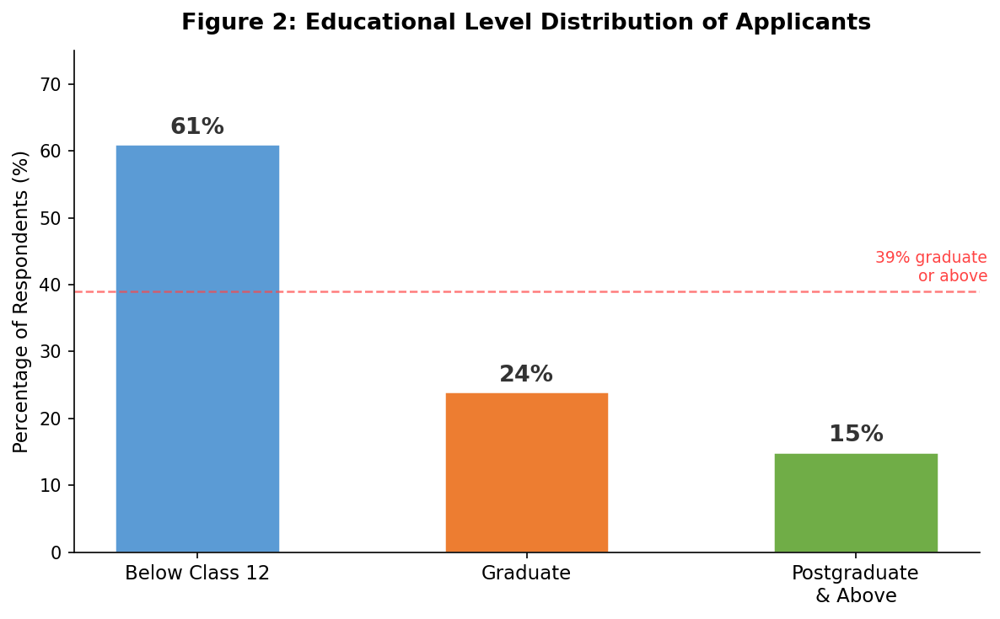 Figure 2: Educational Level Distribution of Applicants
Percentage of Respondents (%)
70
60
50
40
30
20
10
0
61%
24%
15%
39% graduate
or above
Below Class 12
Graduate
Postgraduate
& Above